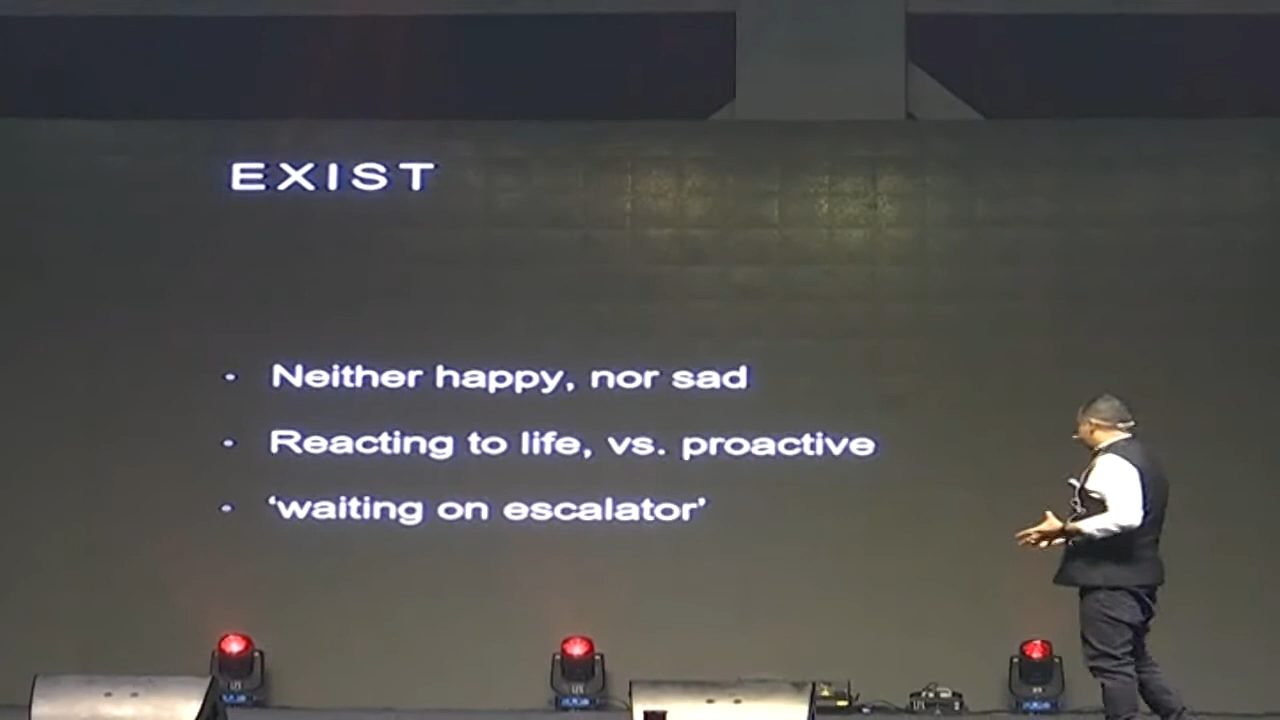 EXIST
• Neither happy, nor sad
• Reacting to life, vs. proactive
• ‘waiting on escalator’